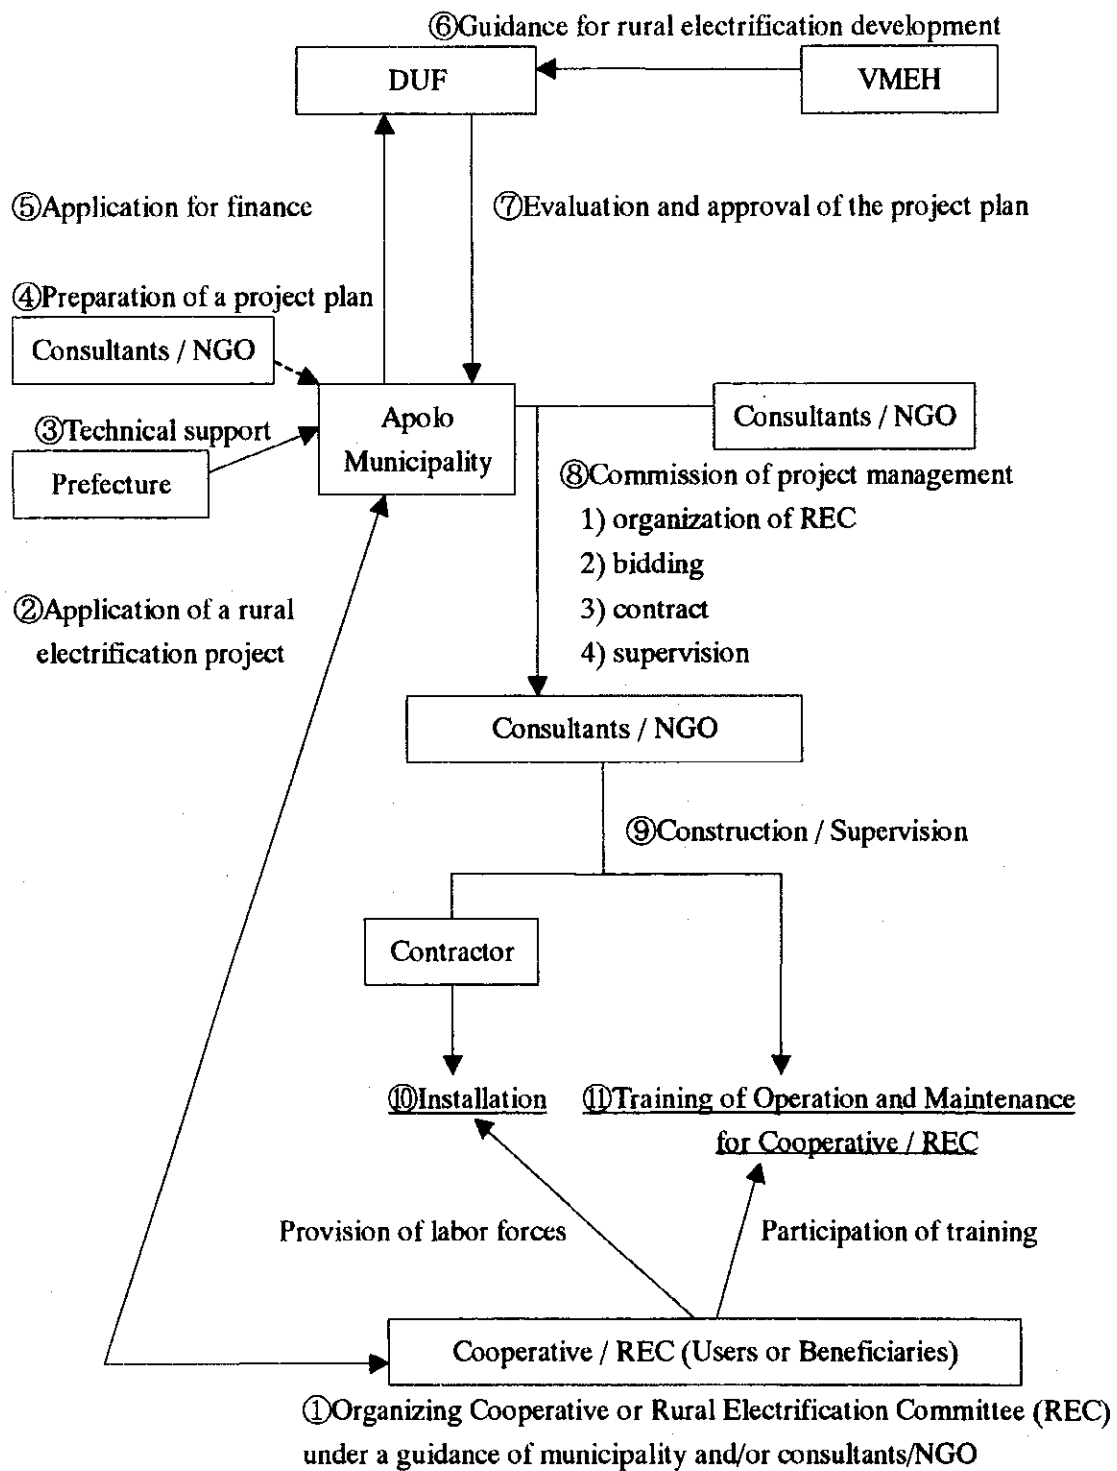 ⑥Guidance for rural electrification development
DUF
VMEH
⑤Application for finance
⑦Evaluation and approval of the project plan
④Preparation of a project plan
Consultants / NGO
Apolo
Municipality
Consultants / NGO
③Technical support
Prefecture
⑧Commission of project management
1) organization of REC
2) bidding
3) contract
4) supervision
②Application of a rural
electrification project
Consultants / NGO
⑨Construction / Supervision
Contractor
⑩Installation
⑪Training of Operation and Maintenance
for Cooperative / REC
Provision of labor forces
Participation of training
Cooperative / REC (Users or Beneficiaries)
①Organizing Cooperative or Rural Electrification Committee (REC)
under a guidance of municipality and/or consultants/NGO